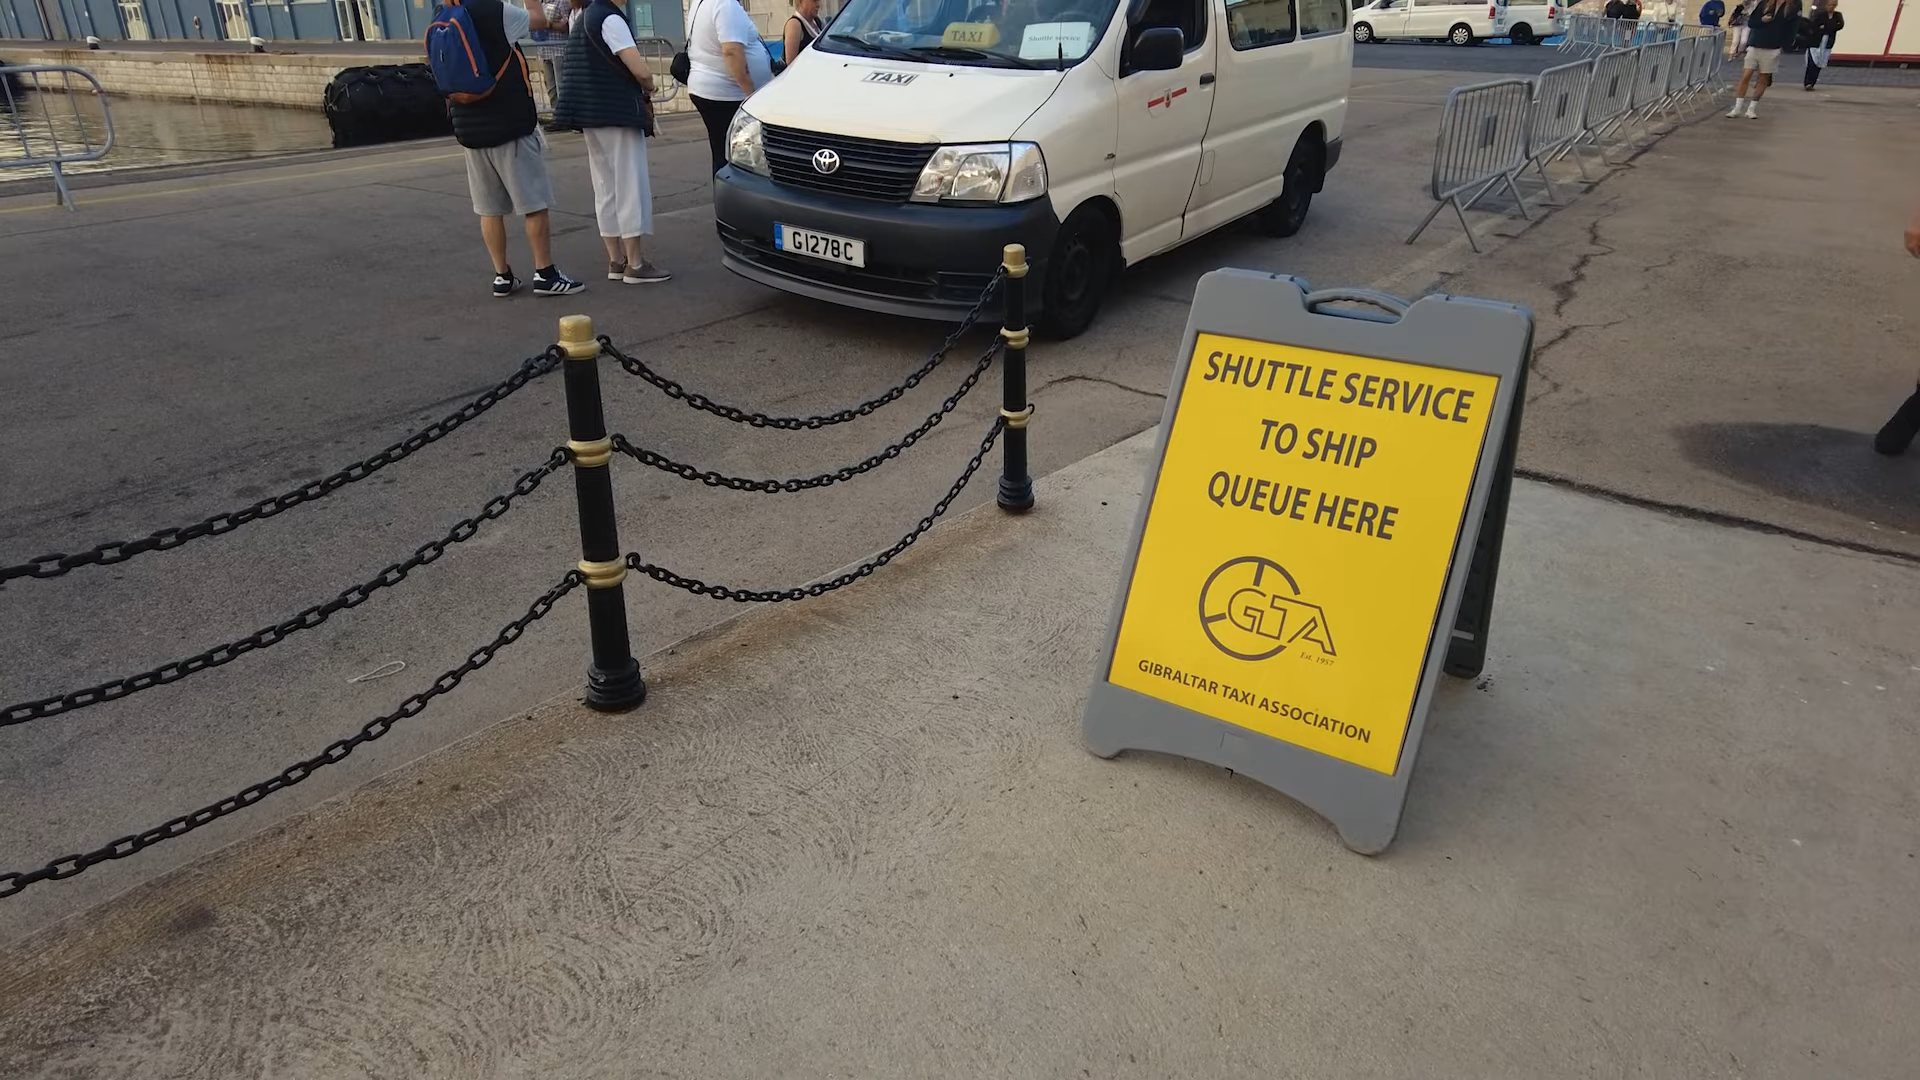 TAXI
Shuttle service
TAXI
G1278C
SHUTTLE SERVICE
TO SHIP
QUEUE HERE
GTA
Est. 1957
GIBRALTAR TAXI ASSOCIATION